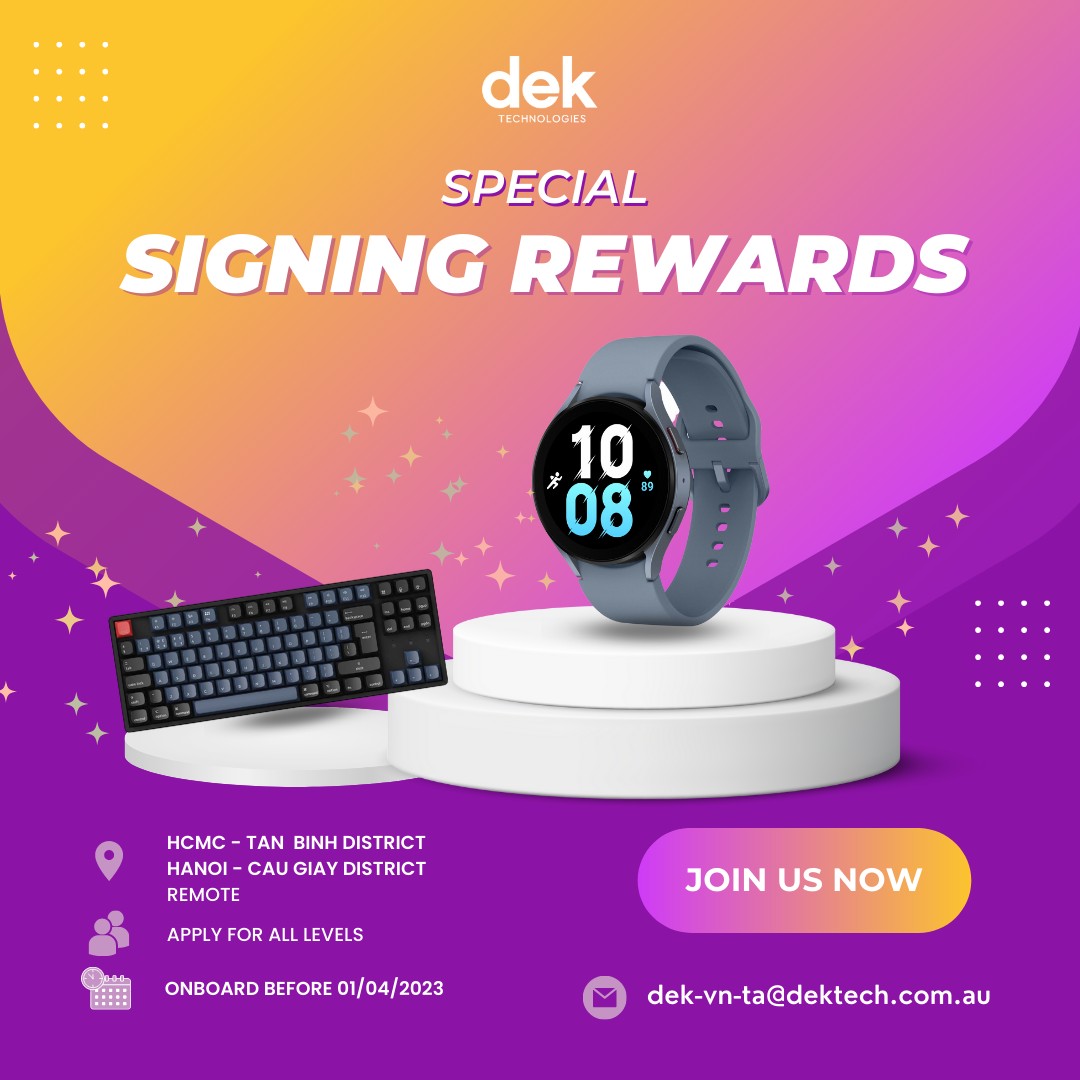 dek
TECHNOLOGIES
SPECIAL
SIGNING REWARDS
10
08
89
HCMC - TAN BINH DISTRICT
HANOI - CAU GIAY DISTRICT
REMOTE
APPLY FOR ALL LEVELS
ONBOARD BEFORE 01/04/2023
JOIN US NOW
dek-vn-ta@dektech.com.au